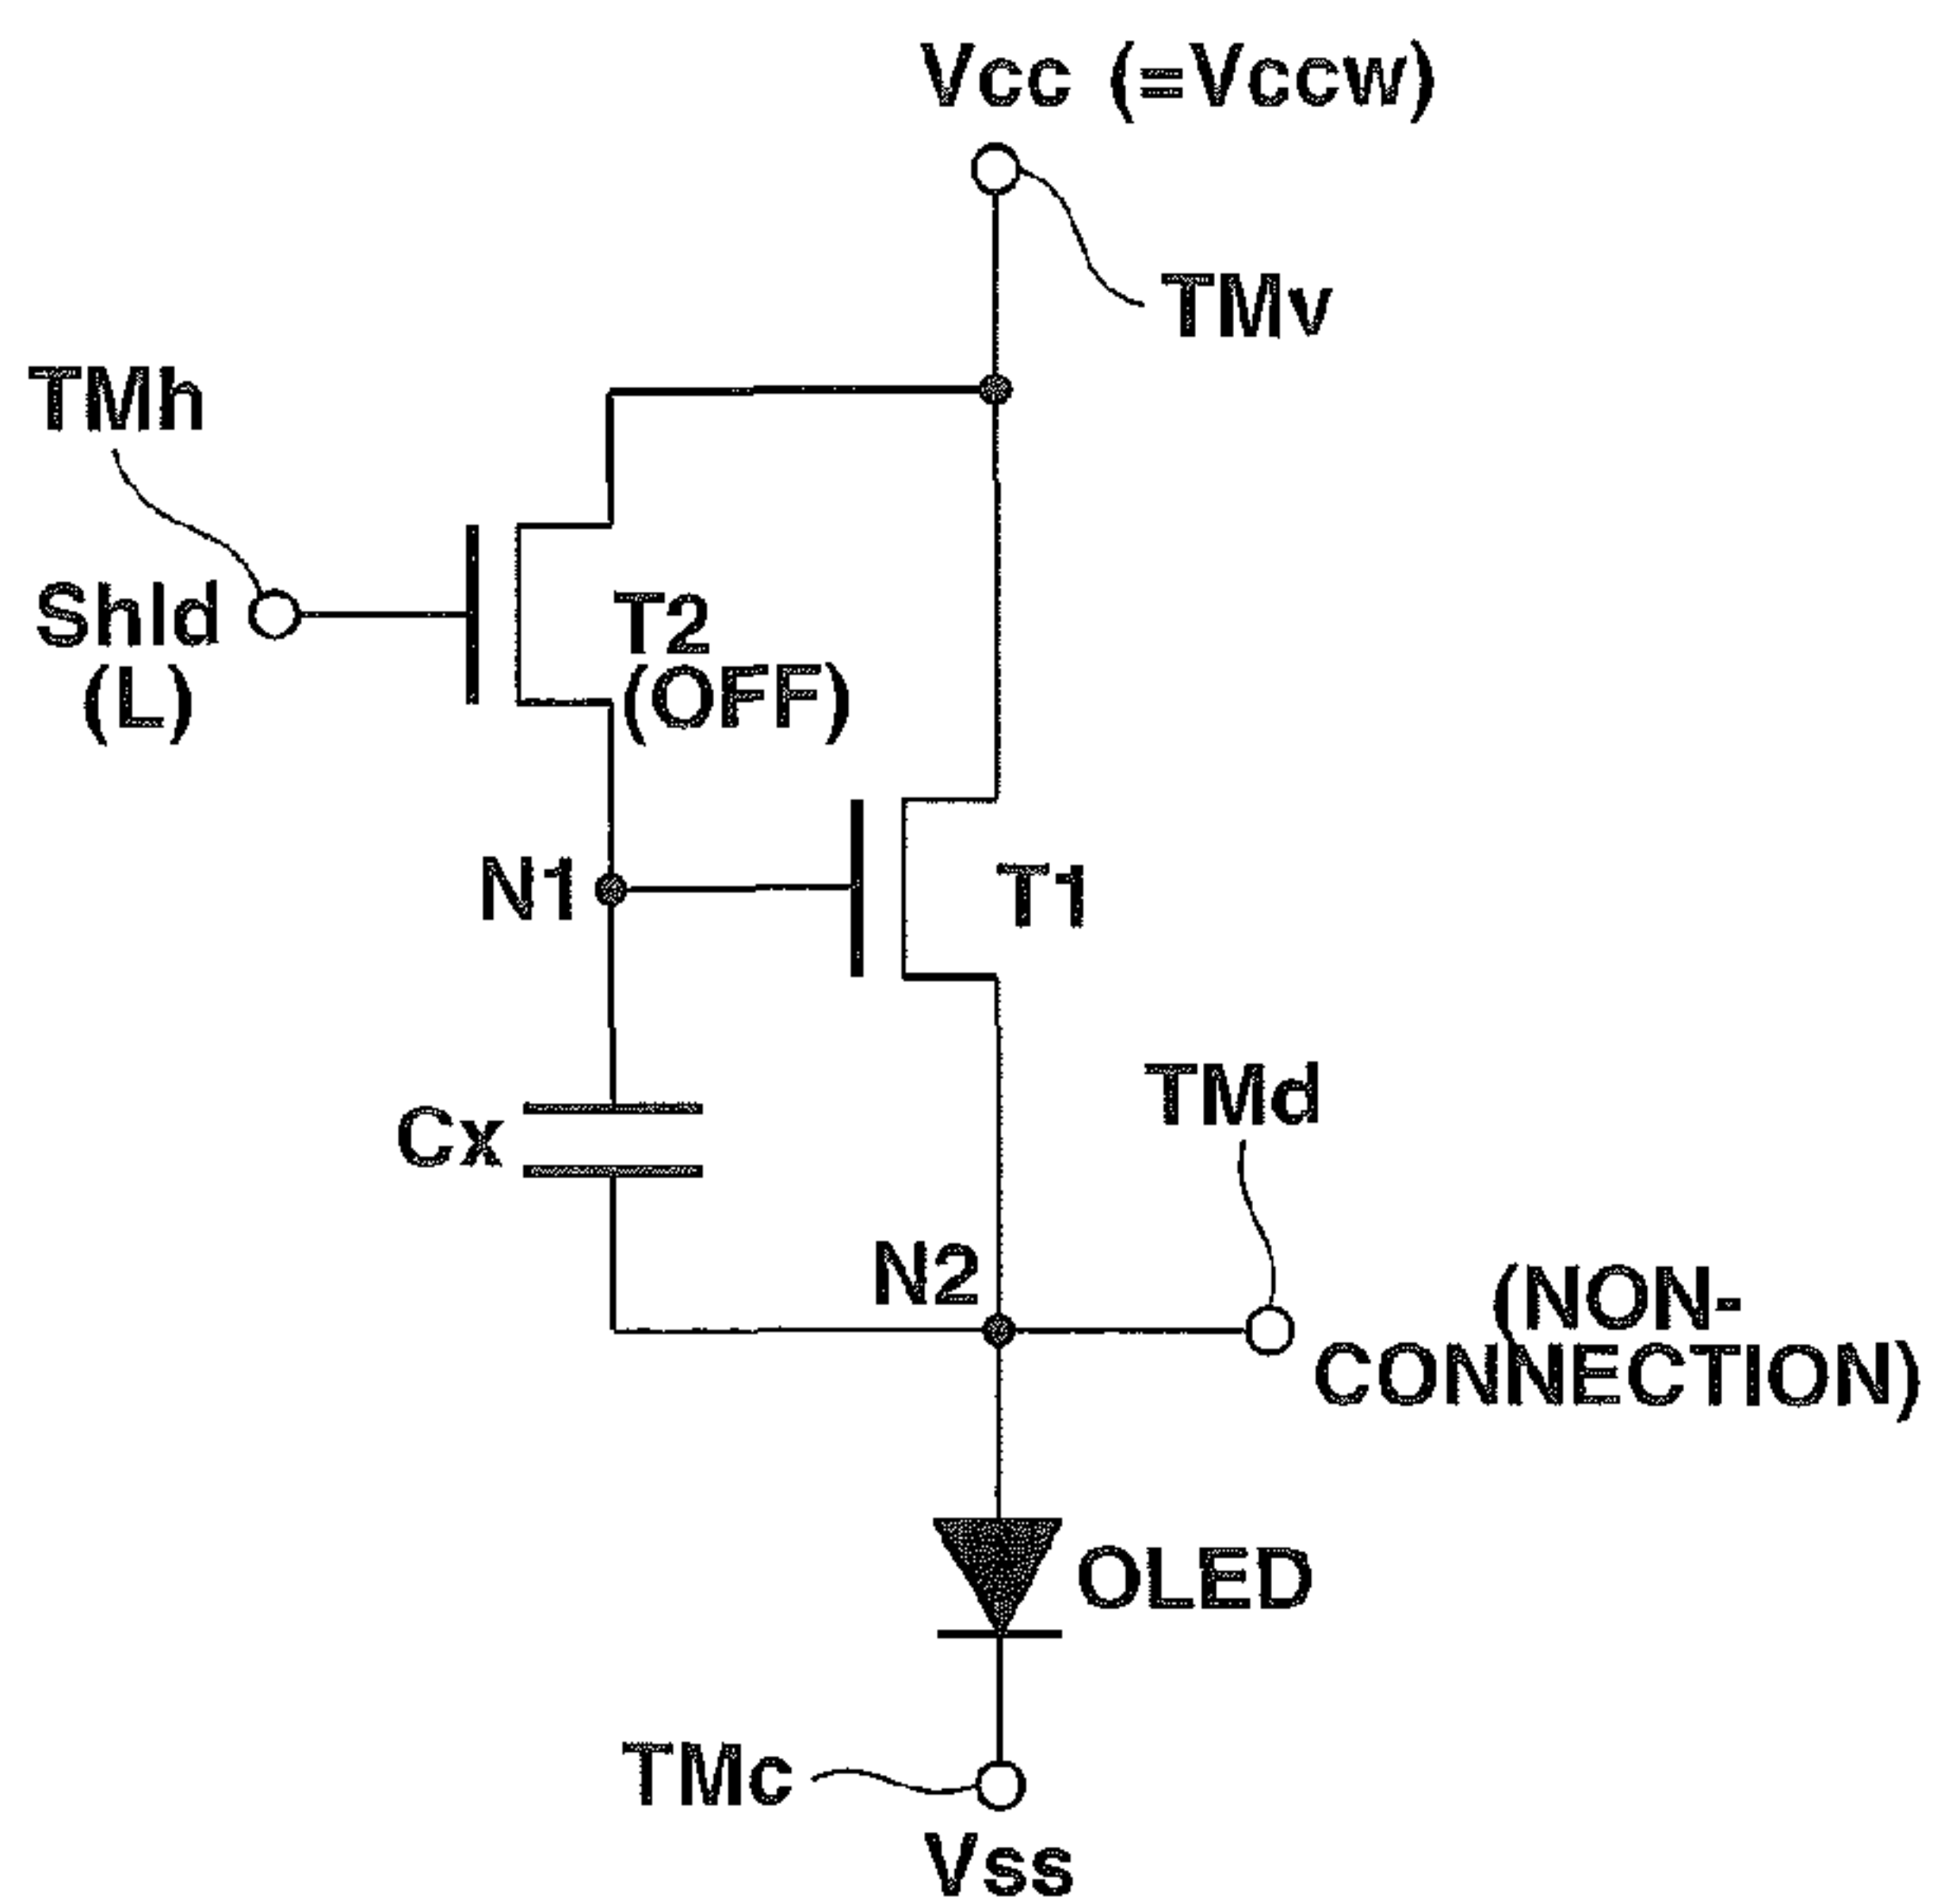 Vcc (=Vccw)
TMv
TMh
Shld
(L)
T2
(OFF)
N1
T1
Cx
TMd
N2
(NON-
CONNECTION)
OLED
TMc
Vss